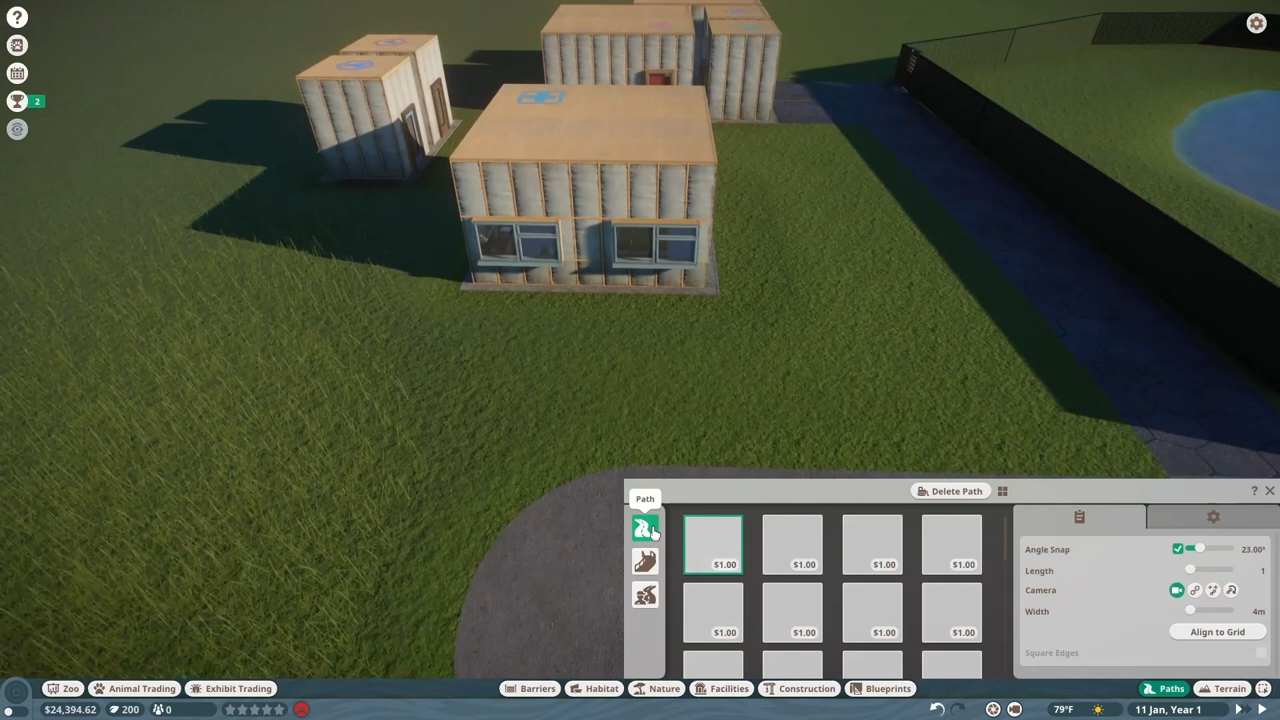 ?
2
Path
Delete Path
? ×
$1.00 $1.00 $1.00 $1.00
$1.00 $1.00 $1.00 $1.00
Angle Snap 23.00°
Length 1
Camera
Width 4m
Align to Grid
Square Edges
Zoo Animal Trading Exhibit Trading Barriers Habitat Nature Facilities Construction Blueprints Paths Terrain
$24,394.62 200 0 79°F 11 Jan, Year 1